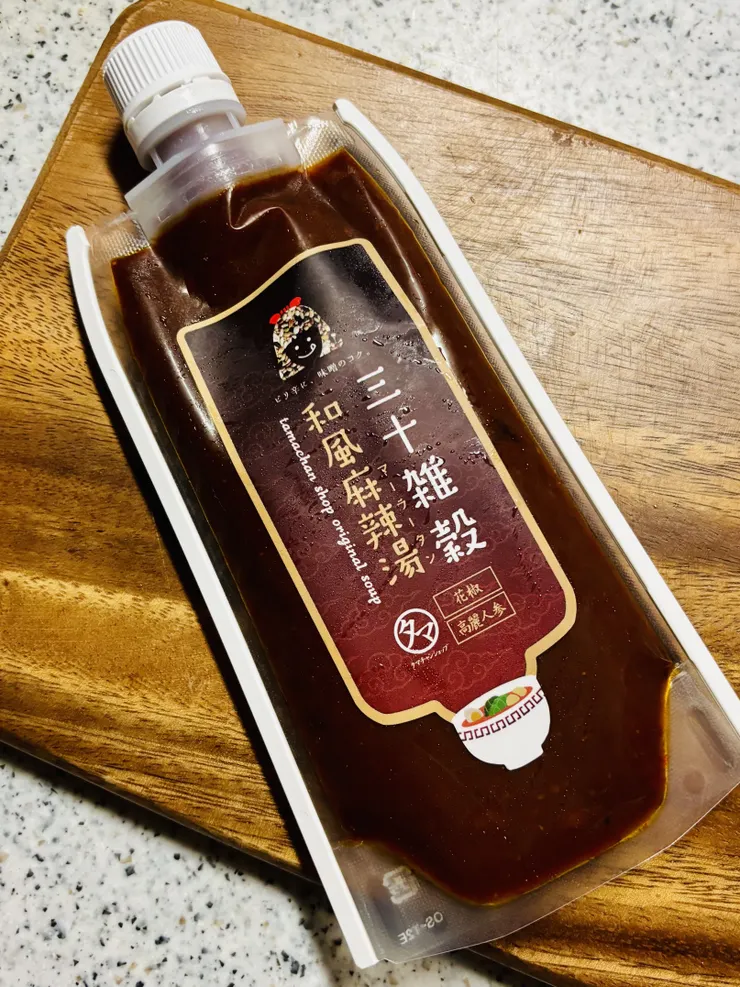 ピリ辛に、味噌のコク。
三十雑穀
和風麻辣湯
マーラータン
tamachan shop original soup
花椒
高麗人参
タマ
タマチャンショップ
OS-12E